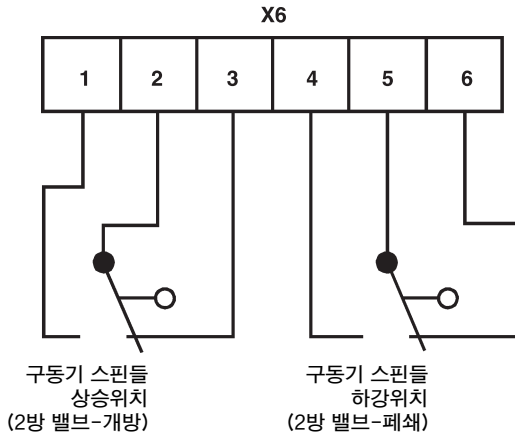 X6
1 2 3 4 5 6
구동기 스핀들
상승위치
(2방 밸브-개방)
구동기 스핀들
하강위치
(2방 밸브-폐쇄)